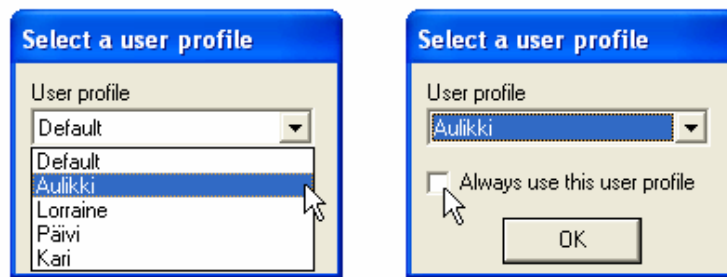 Select a user profile
User profile
Default
Default
Aulikki
Lorraine
Päivi
Kari
Select a user profile
User profile
Aulikki
Always use this user profile
OK